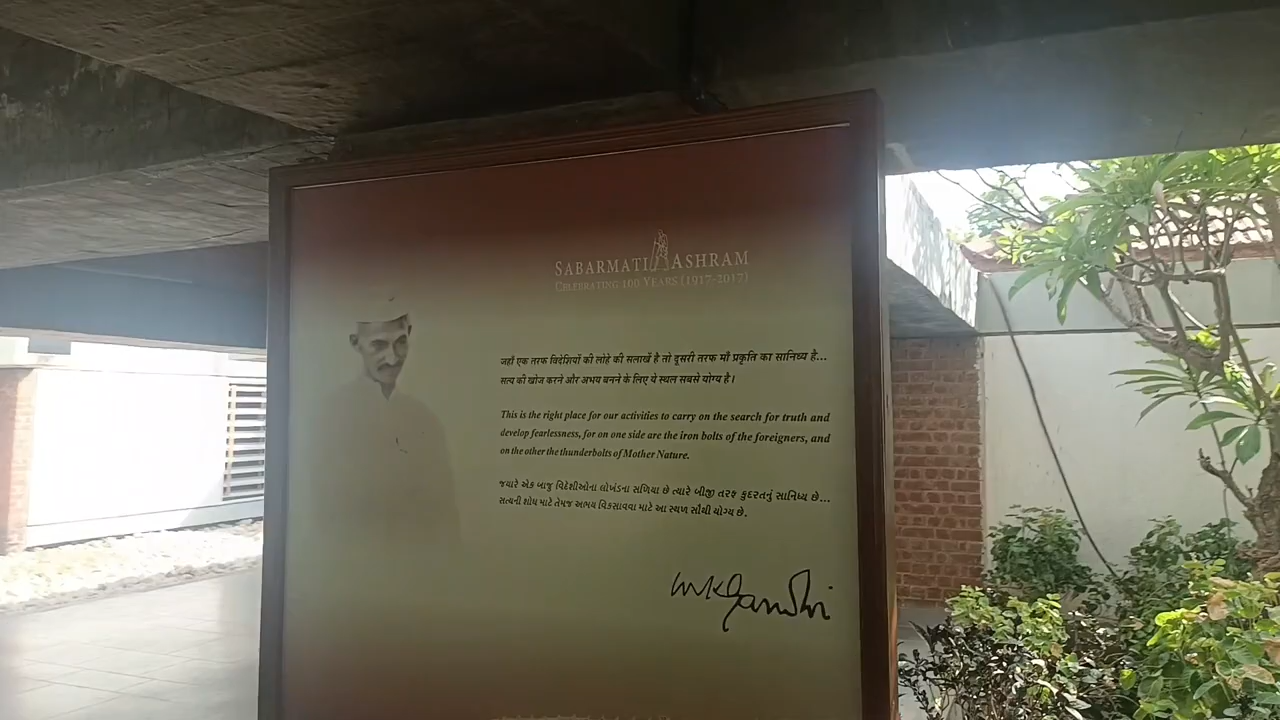 SABARMATI ASHRAM
CELEBRATING 100 YEARS (1917-2017)
जहाँ एक तरफ विदेशियों की लोहे की सलाखें है तो दूसरी तरफ माँ प्रकृति का सानिध्य है...
सत्य की खोज करने और अभय बनने के लिए ये स्थल सबसे योग्य है।
This is the right place for our activities to carry on the search for truth and
develop fearlessness, for on one side are the iron bolts of the foreigners, and
on the other the thunderbolts of Mother Nature.
જયારે એક બાજુ વિદેશીઓના લોખંડના સળિયા છે ત્યારે બીજી તરફ કુદરતનું સાનિધ્ય છે...
સત્યની શોધ માટે તેમજ અભય વિકસાવવા માટે આ સ્થળ સૌથી યોગ્ય છે.
MKGandhi